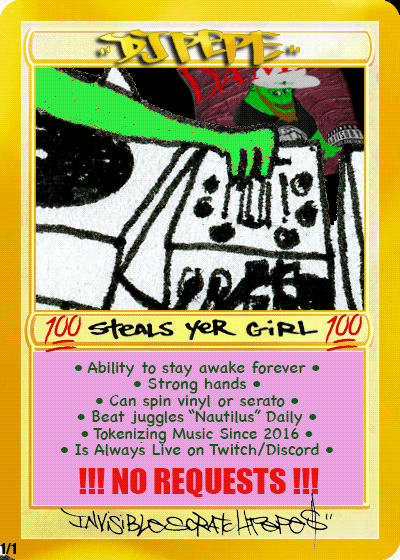 DJ PEPE
DAM
100 STEALS YER GIRL 100
• Ability to stay awake forever •
• Strong hands •
• Can spin vinyl or serato •
• Beat juggles "Nautilus" Daily •
• Tokenizing Music Since 2016 •
• Is Always Live on Twitch/Discord •
!!! NO REQUESTS !!!
1/1